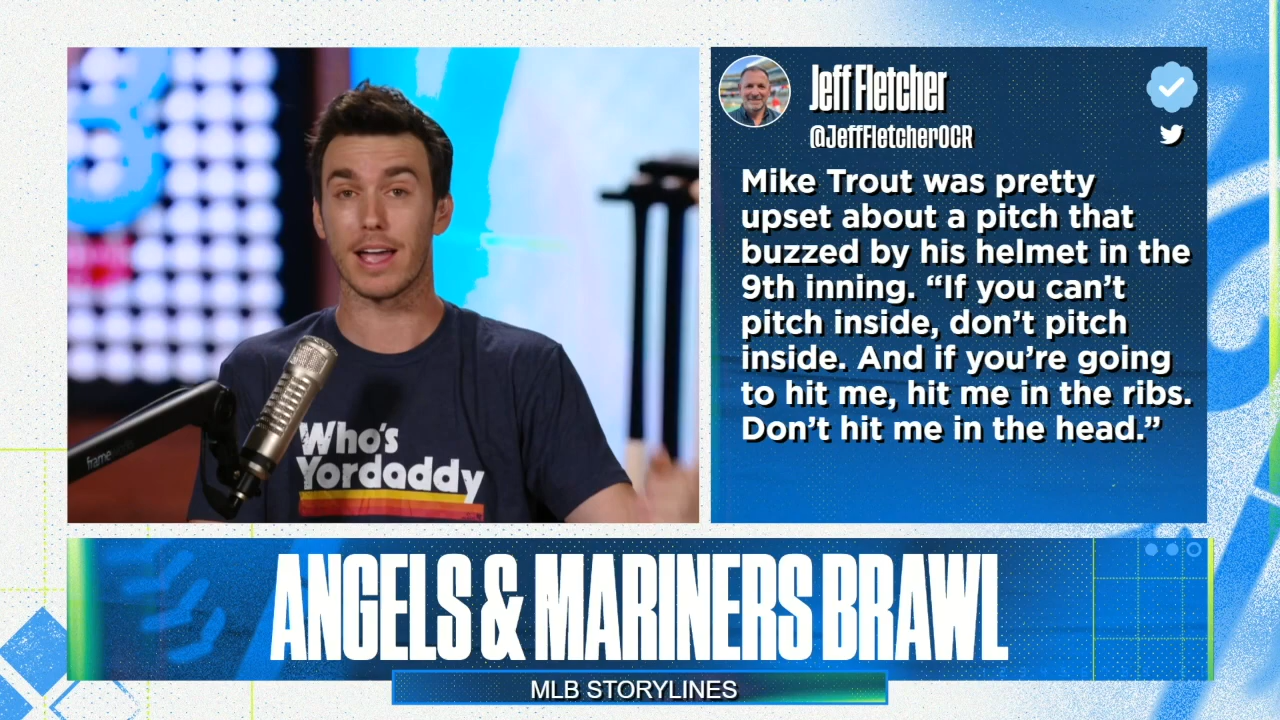 Jeff Fletcher
@JeffFletcherOCR
Mike Trout was pretty
upset about a pitch that
buzzed by his helmet in the
9th inning. “If you can’t
pitch inside, don’t pitch
inside. And if you’re going
to hit me, hit me in the ribs.
Don’t hit me in the head.”
frame
Who's
Yordaddy
ANGELS & MARINERS BRAWL
MLB STORYLINES